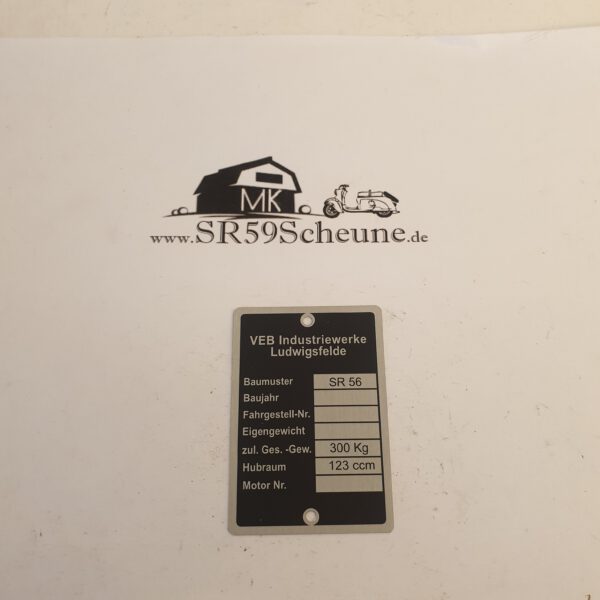 MK
www.SR59Scheune.de
VEB Industriewerke
Ludwigsfelde
Baumuster SR 56
Baujahr
Fahrgestell-Nr.
Eigengewicht
zul. Ges. -Gew. 300 Kg
Hubraum 123 ccm
Motor Nr.